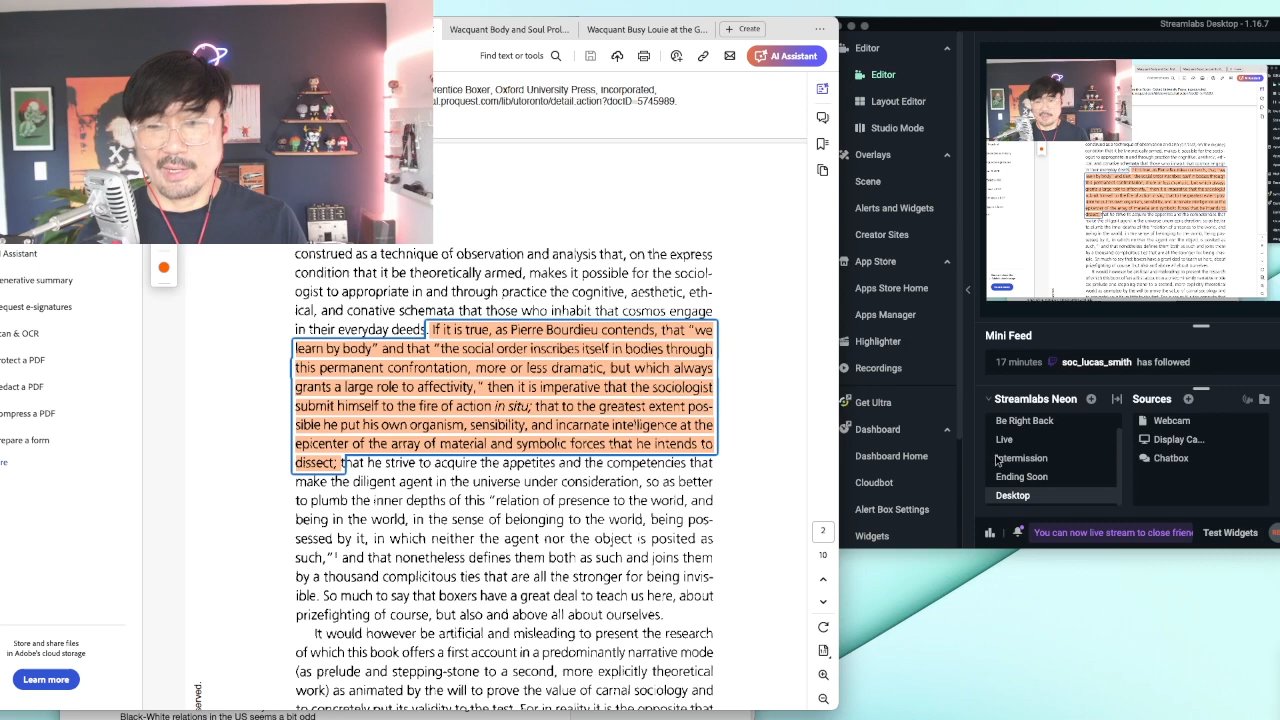 Wacquant Body and Soul Prol...
Wacquant Busy Louie at the G...
+ Create
Find text or tools
AI Assistant
rentice Boxer, Oxford University Press, Incorporated,
al.proquest.com/lib/utoronto/detail.action?docID=5745989.
I Assistant
enerative summary
equest e-signatures
can & OCR
rotect a PDF
edact a PDF
ompress a PDF
repare a form
re
Store and share files
in Adobe's cloud storage
Learn more
construed as a technique of observation and analysis that, on the express
condition that it be theoretically armed, makes it possible for the sociol-
ogist to appropriate in and through practice the cognitive, aesthetic, eth-
ical, and conative schemata that those who inhabit that cosmos engage
in their everyday deeds. If it is true, as Pierre Bourdieu contends, that “we
learn by body” and that “the social order inscribes itself in bodies through
this permanent confrontation, more or less dramatic, but which always
grants a large role to affectivity,” then it is imperative that the sociologist
submit himself to the fire of action in situ; that to the greatest extent pos-
sible he put his own organism, sensibility, and incarnate intelligence at the
epicenter of the array of material and symbolic forces that he intends to
dissect; that he strive to acquire the appetites and the competencies that
make the diligent agent in the universe under consideration, so as better
to plumb the inner depths of this “relation of presence to the world, and
being in the world, in the sense of belonging to the world, being pos-
sessed by it, in which neither the agent nor the object is posited as
such,”¹ and that nonetheless defines them both as such and joins them
by a thousand complicitous ties that are all the stronger for being invis-
ible. So much to say that boxers have a great deal to teach us here, about
prizefighting of course, but also and above all about ourselves.
It would however be artificial and misleading to present the research
of which this book offers a first account in a predominantly narrative mode
(as prelude and stepping-stone to a second, more explicitly theoretical
work) as animated by the will to prove the value of carnal sociology and
to concretely put its validity to the test. For in reality it is the opposite that
served.
Black-White relations in the US seems a bit odd
2
10
Streamlabs Desktop - 1.16.7
Editor
Editor
Layout Editor
Studio Mode
Overlays
Scene
Alerts and Widgets
Creator Sites
App Store
Apps Store Home
Apps Manager
Highlighter
Recordings
Get Ultra
Dashboard
Dashboard Home
Cloudbot
Alert Box Settings
Widgets
Mini Feed
17 minutes soc_lucas_smith has followed
Streamlabs Neon
Be Right Back
Live
Intermission
Ending Soon
Desktop
Sources
Webcam
Display Ca...
Chatbox
You can now live stream to close frien
Test Widgets